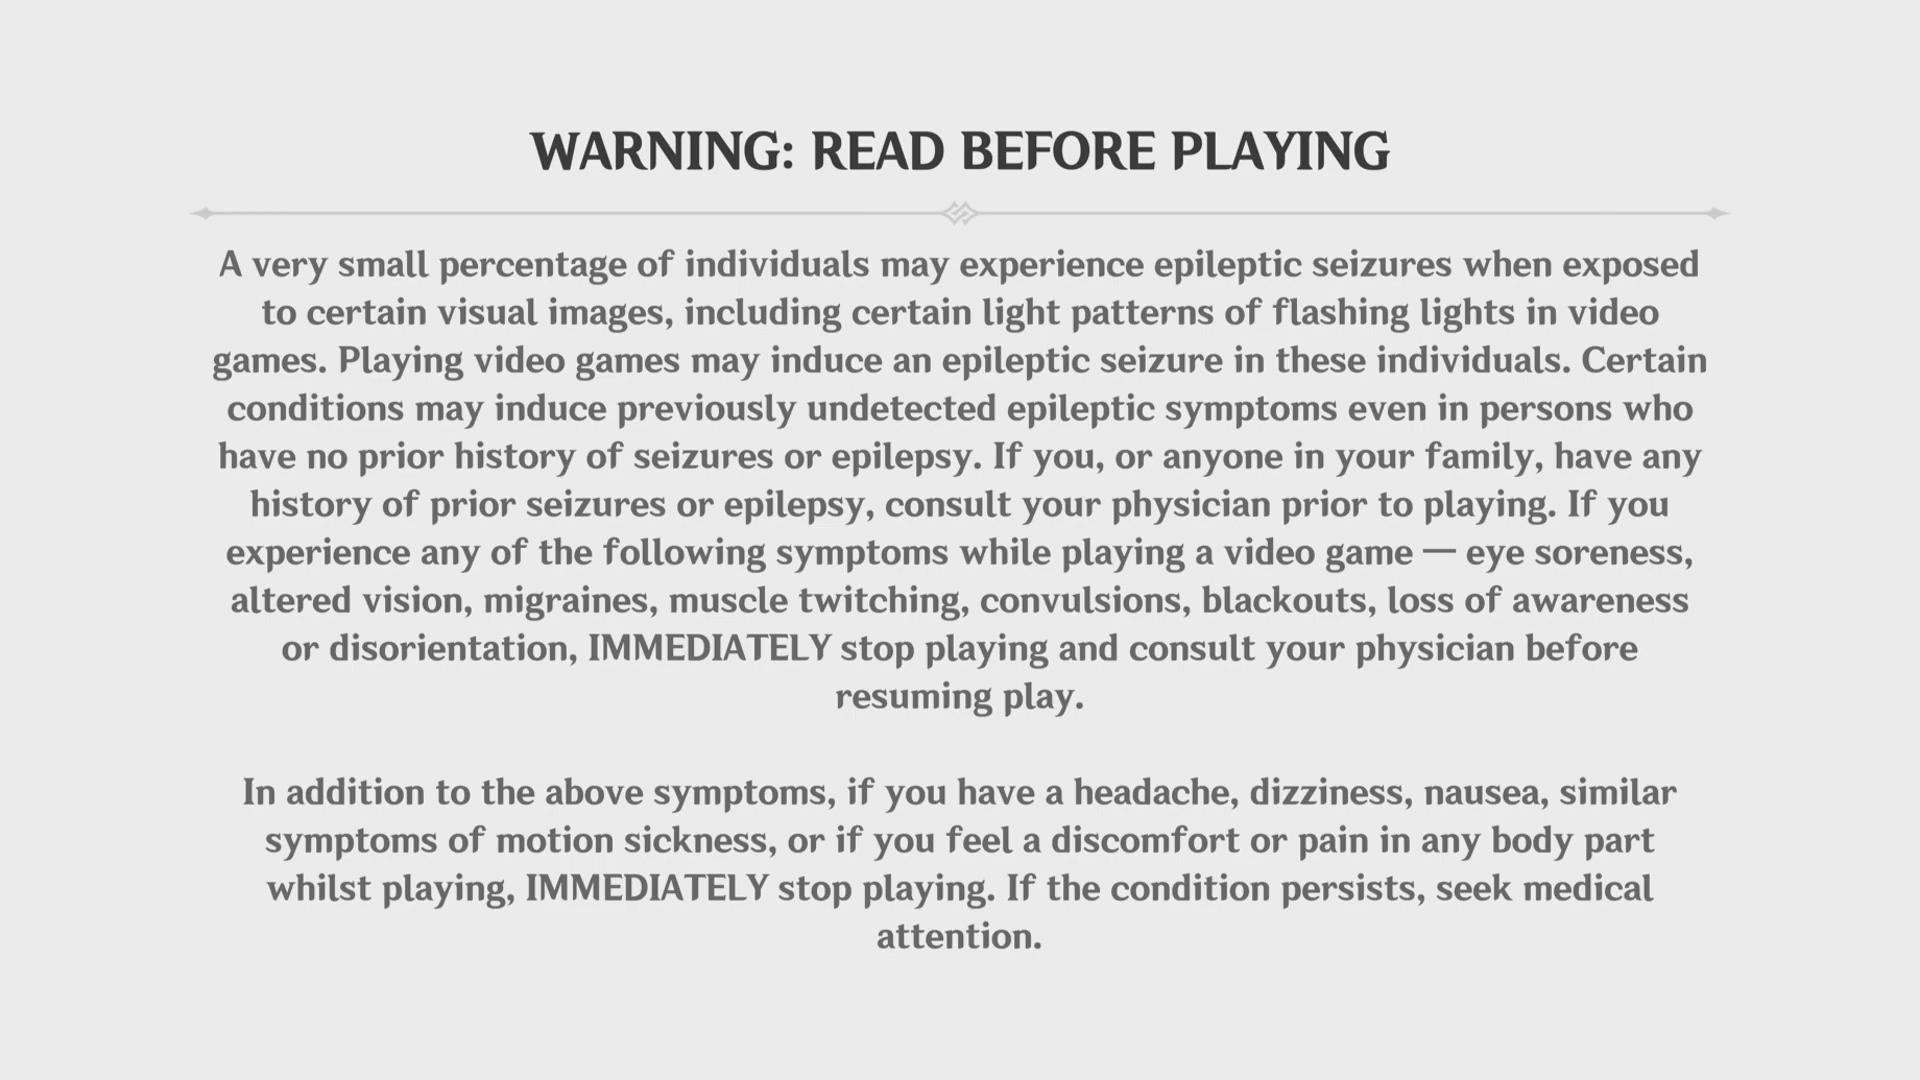 WARNING: READ BEFORE PLAYING
A very small percentage of individuals may experience epileptic seizures when exposed
to certain visual images, including certain light patterns of flashing lights in video
games. Playing video games may induce an epileptic seizure in these individuals. Certain
conditions may induce previously undetected epileptic symptoms even in persons who
have no prior history of seizures or epilepsy. If you, or anyone in your family, have any
history of prior seizures or epilepsy, consult your physician prior to playing. If you
experience any of the following symptoms while playing a video game — eye soreness,
altered vision, migraines, muscle twitching, convulsions, blackouts, loss of awareness
or disorientation, IMMEDIATELY stop playing and consult your physician before
resuming play.
In addition to the above symptoms, if you have a headache, dizziness, nausea, similar
symptoms of motion sickness, or if you feel a discomfort or pain in any body part
whilst playing, IMMEDIATELY stop playing. If the condition persists, seek medical
attention.